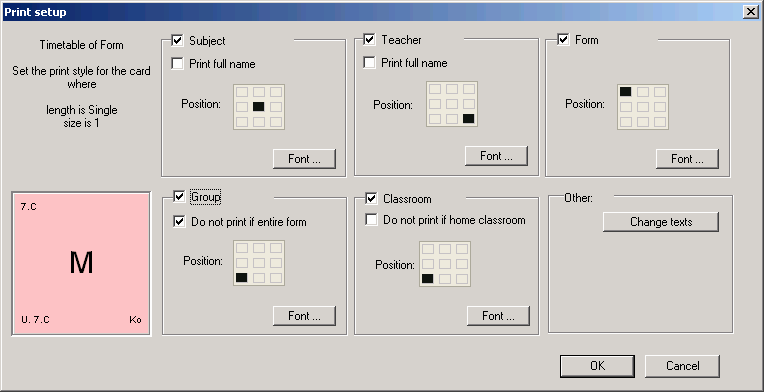 Print setup
Timetable of Form
Set the print style for the card
where
length is Single
size is 1
Subject
Print full name
Position:
Font ...
Teacher
Print full name
Position:
Font ...
Form
Position:
Font ...
7.C
M
U. 7.C Ko
Group
Do not print if entire form
Position:
Font ...
Classroom
Do not print if home classroom
Position:
Font ...
Other:
Change texts
OK
Cancel